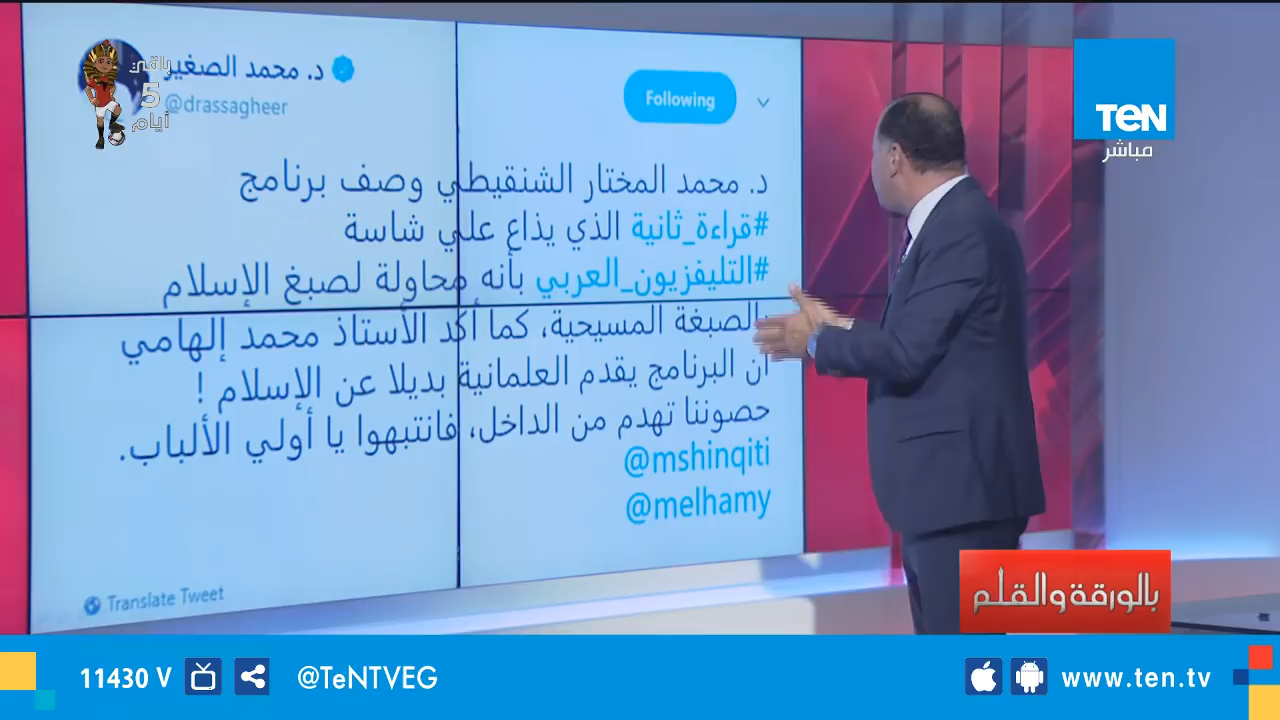 باقي
5
أيام
د. محمد الصغير
@drassagheer
Following
TEN
مباشر
د. محمد المختار الشنقيطي وصف برنامج
#قراءة_ثانية الذي يذاع علي شاسة
#التليفزيون_العربي بأنه محاولة لصبغ الإسلام
بالصبغة المسيحية، كما أكد الأستاذ محمد إلهامي
أن البرنامج يقدم العلمانية بديلا عن الإسلام !
حصوننا تهدم من الداخل، فانتبهوا يا أولي الألباب.
@mshinqiti
@melhamy
Translate Tweet
بالورقة والقلم
11430 V
@TeNTVEG
www.ten.tv